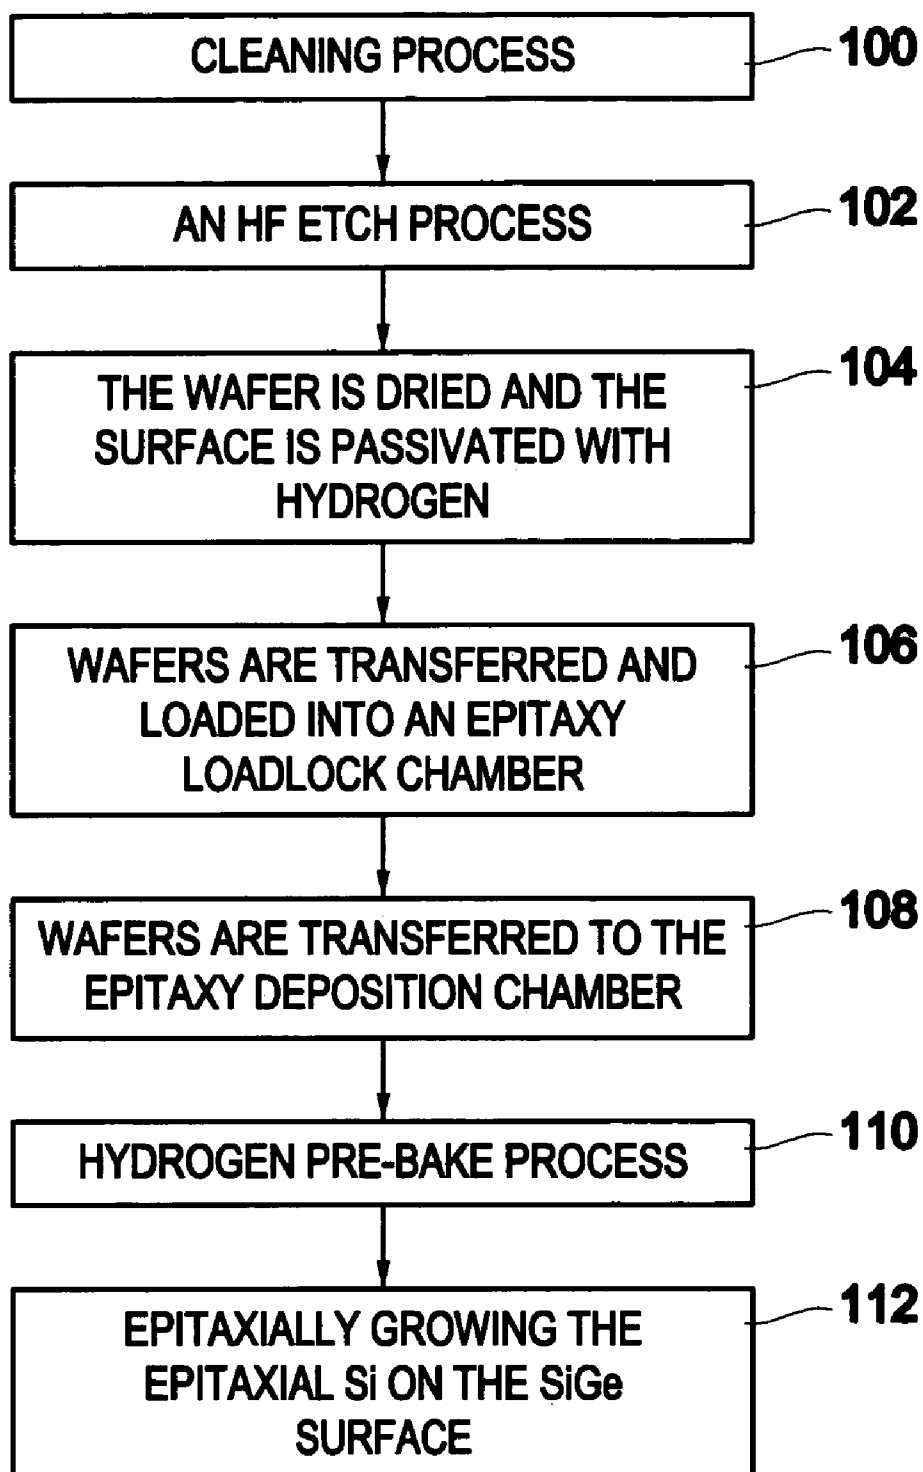 CLEANING PROCESS
100
AN HF ETCH PROCESS
102
THE WAFER IS DRIED AND THE
SURFACE IS PASSIVATED WITH
HYDROGEN
104
WAFERS ARE TRANSFERRED AND
LOADED INTO AN EPITAXY
LOADLOCK CHAMBER
106
WAFERS ARE TRANSFERRED TO THE
EPITAXY DEPOSITION CHAMBER
108
HYDROGEN PRE-BAKE PROCESS
110
EPITAXIALLY GROWING THE
EPITAXIAL Si ON THE SiGe
SURFACE
112